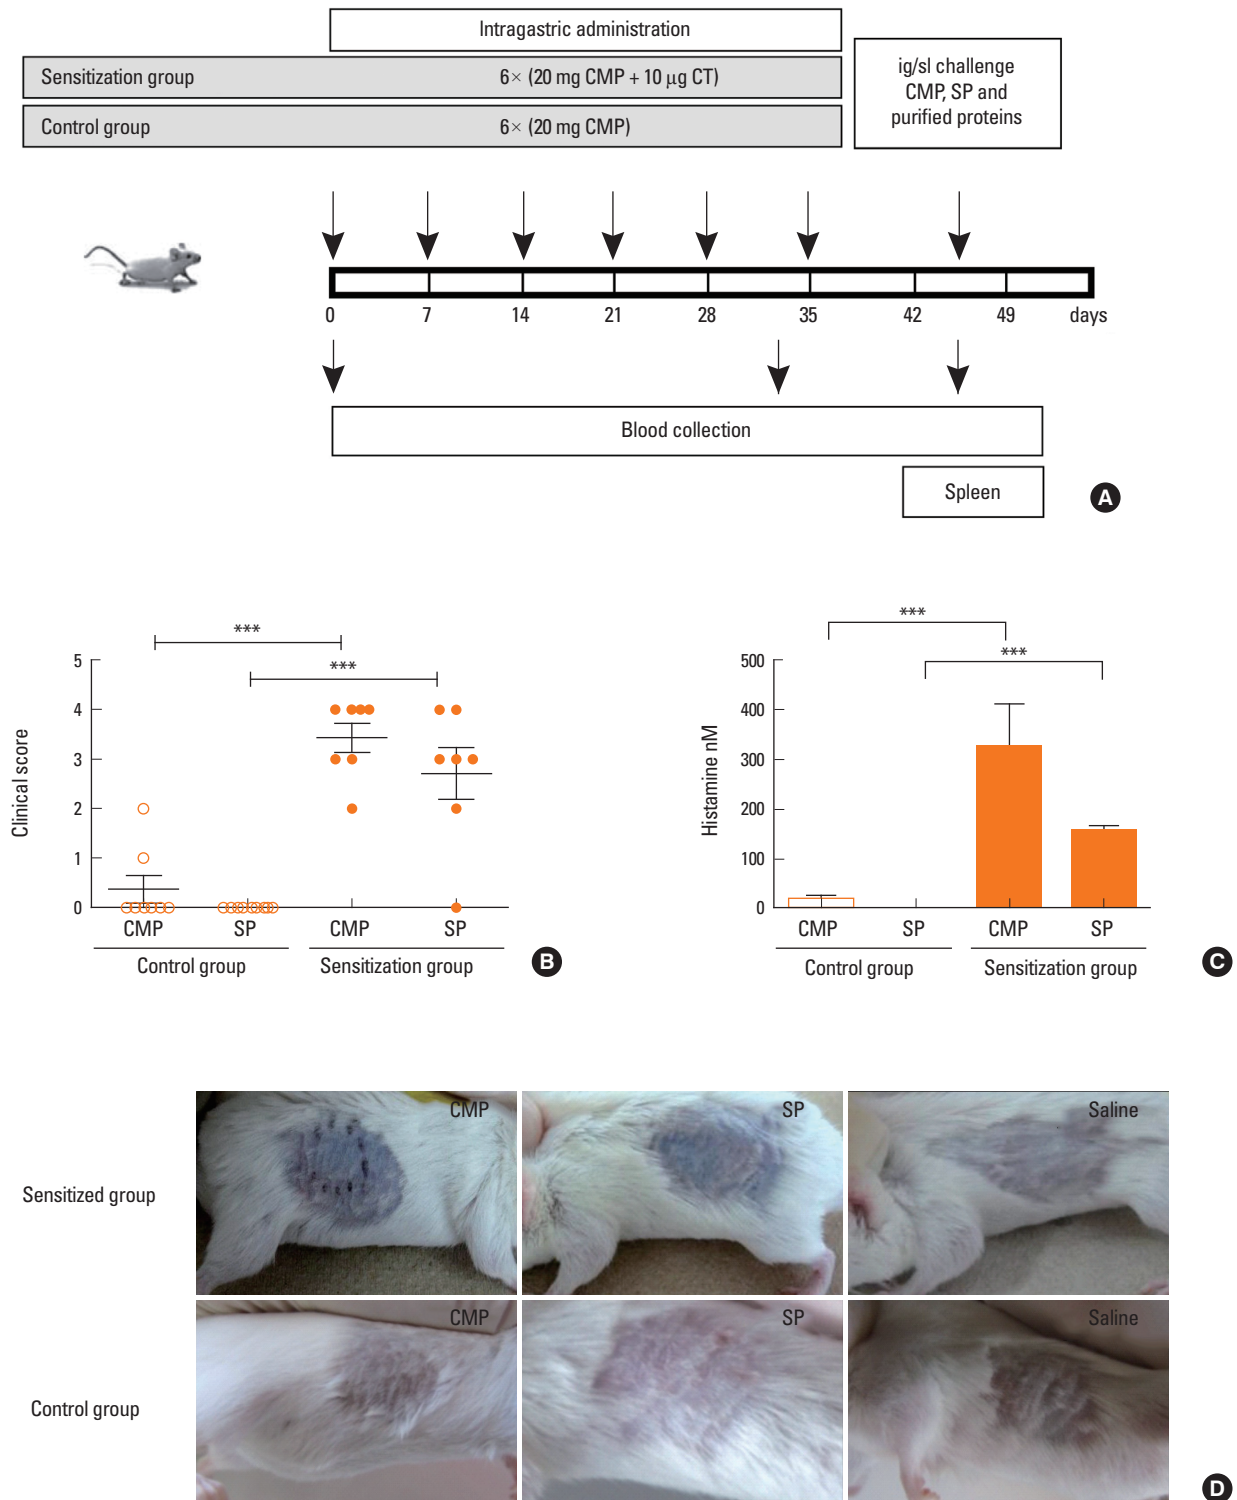 Intragastric administration
Sensitization group 6× (20 mg CMP + 10 μg CT)
Control group 6× (20 mg CMP)
ig/sl challenge
CMP, SP and
purified proteins
0 7 14 21 28 35 42 49 days
Blood collection
Spleen
A
***
***
5
4
3
2
1
0
Clinical score
CMP SP CMP SP
Control group Sensitization group
B
***
***
500
400
300
200
100
0
Histamine nM
CMP SP CMP SP
Control group Sensitization group
C
Sensitized group
CMP SP Saline
Control group
CMP SP Saline
D